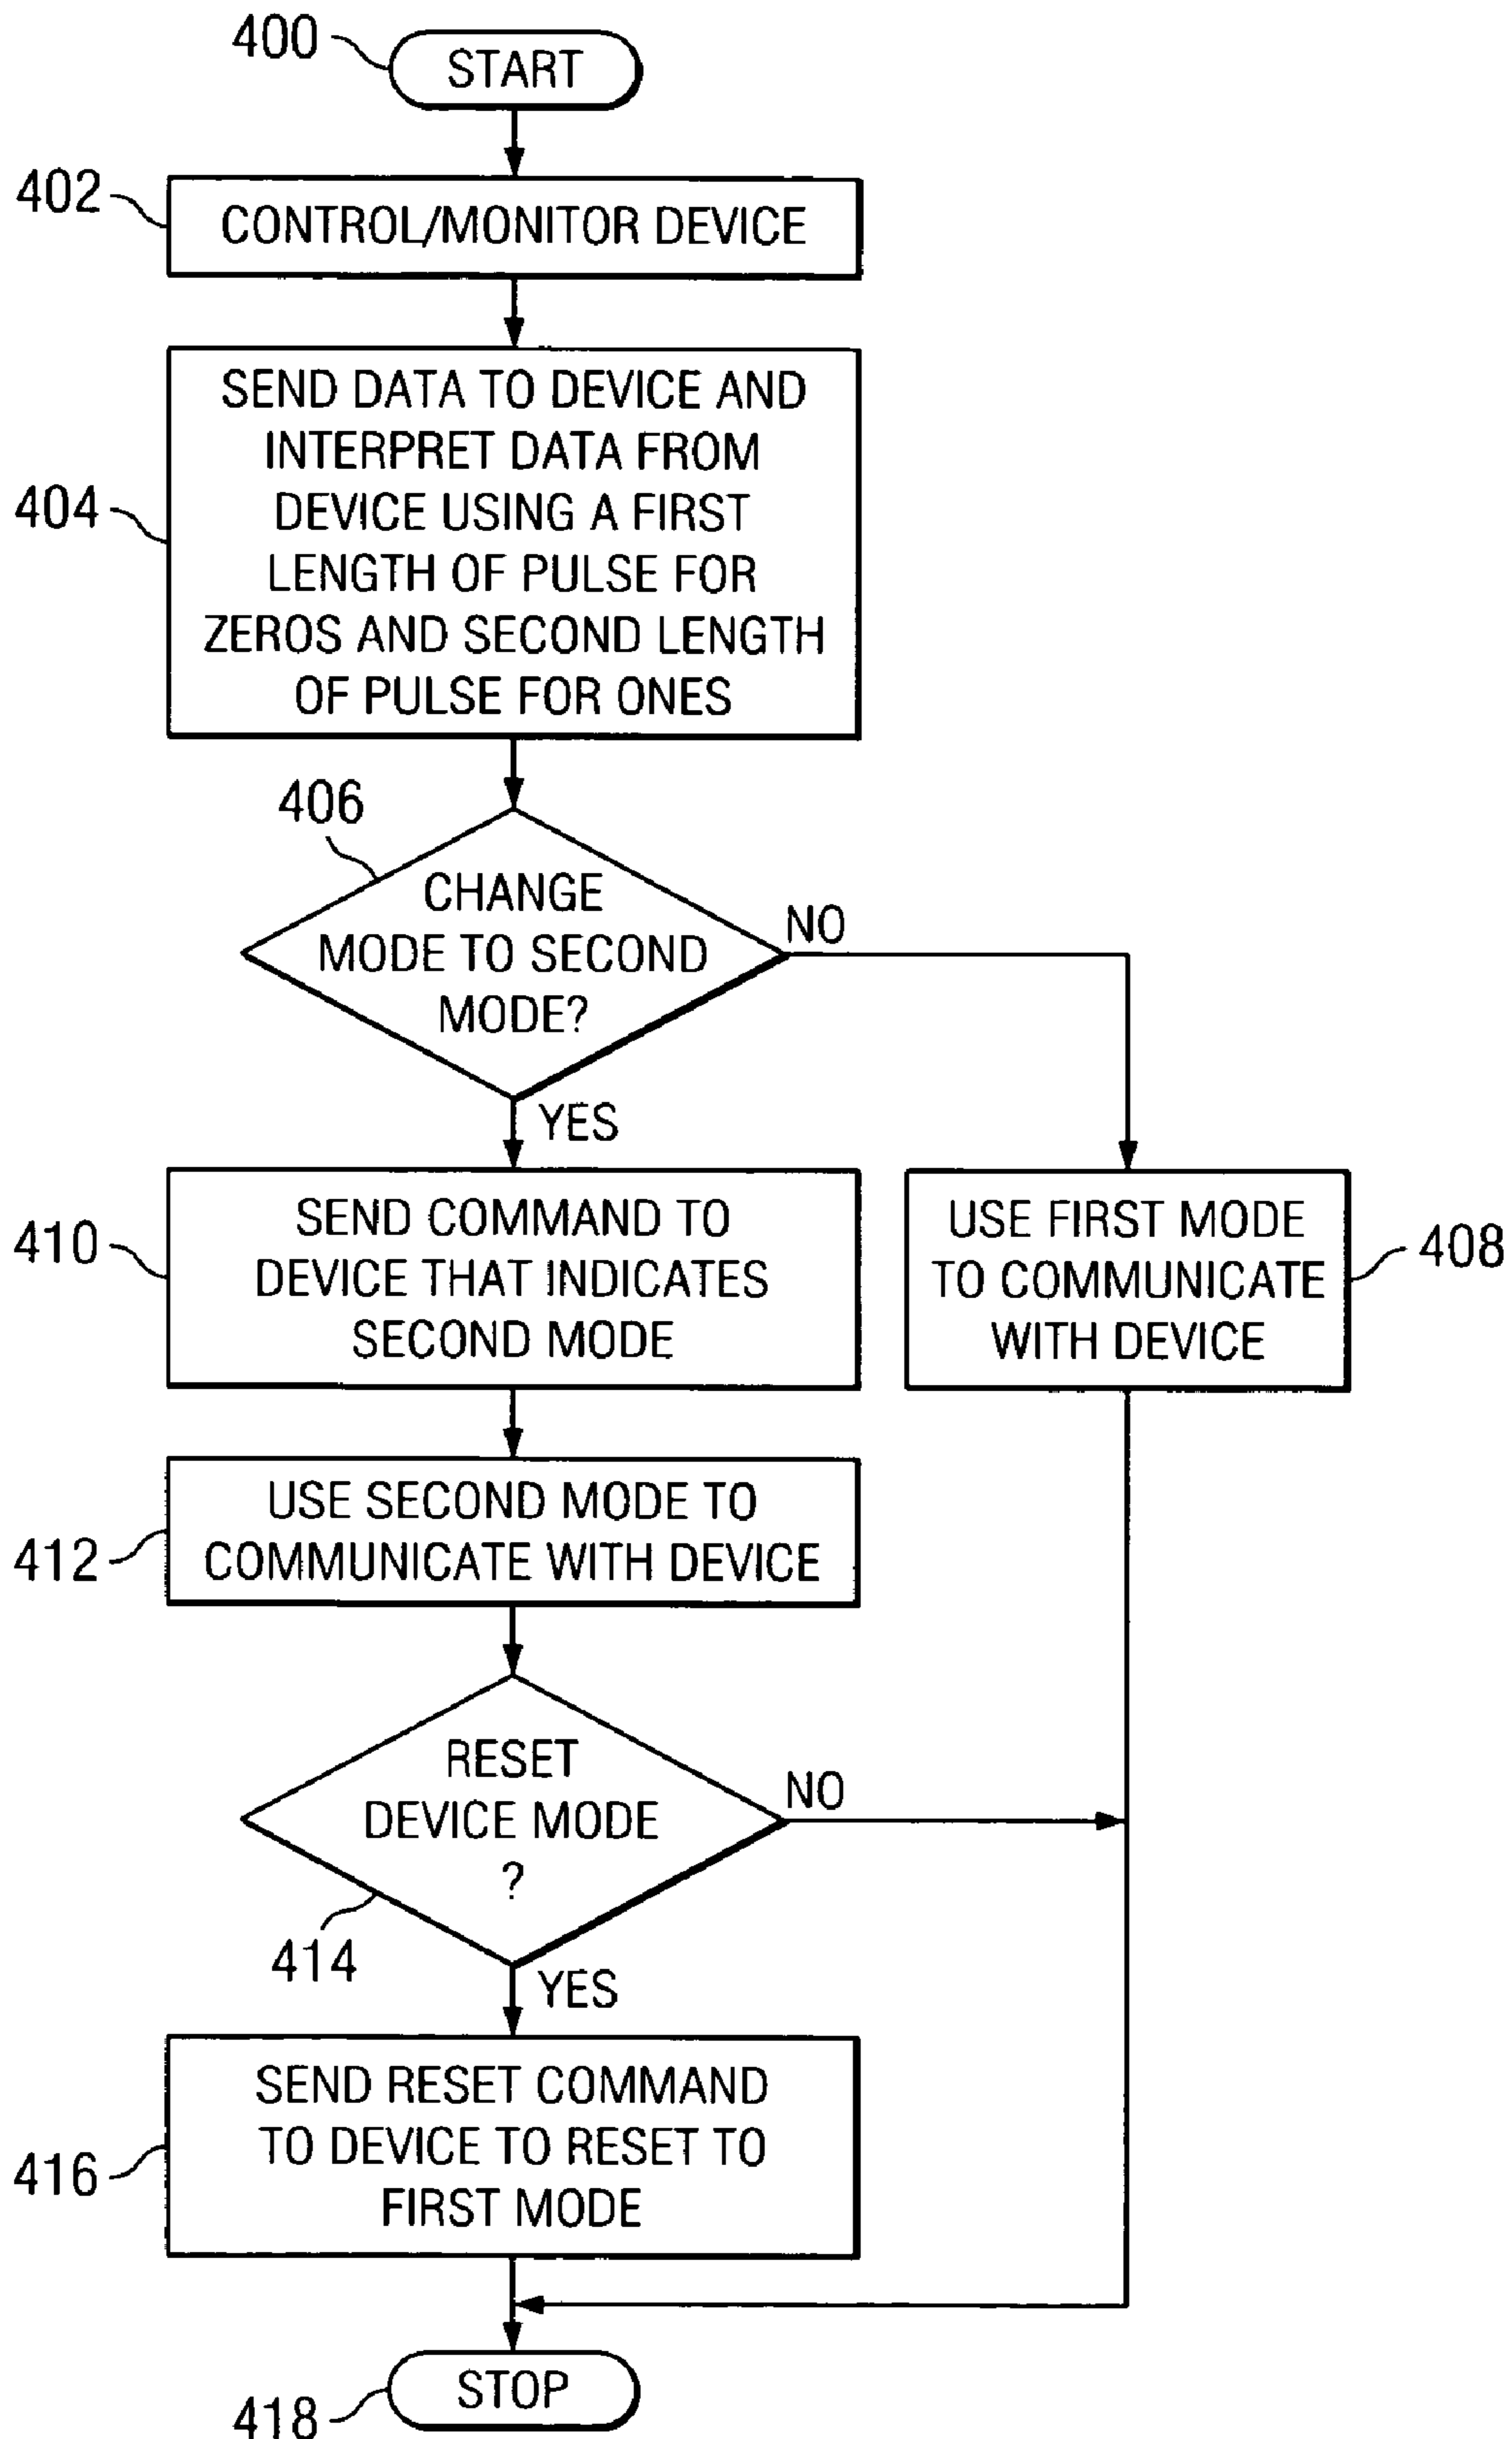 400
START
402
CONTROL/MONITOR DEVICE
404
SEND DATA TO DEVICE AND
INTERPRET DATA FROM
DEVICE USING A FIRST
LENGTH OF PULSE FOR
ZEROS AND SECOND LENGTH
OF PULSE FOR ONES
406
CHANGE
MODE TO SECOND
MODE?
NO
YES
410
SEND COMMAND TO
DEVICE THAT INDICATES
SECOND MODE
USE FIRST MODE
TO COMMUNICATE
WITH DEVICE
408
412
USE SECOND MODE TO
COMMUNICATE WITH DEVICE
RESET
DEVICE MODE
?
NO
414
YES
416
SEND RESET COMMAND
TO DEVICE TO RESET TO
FIRST MODE
STOP
418